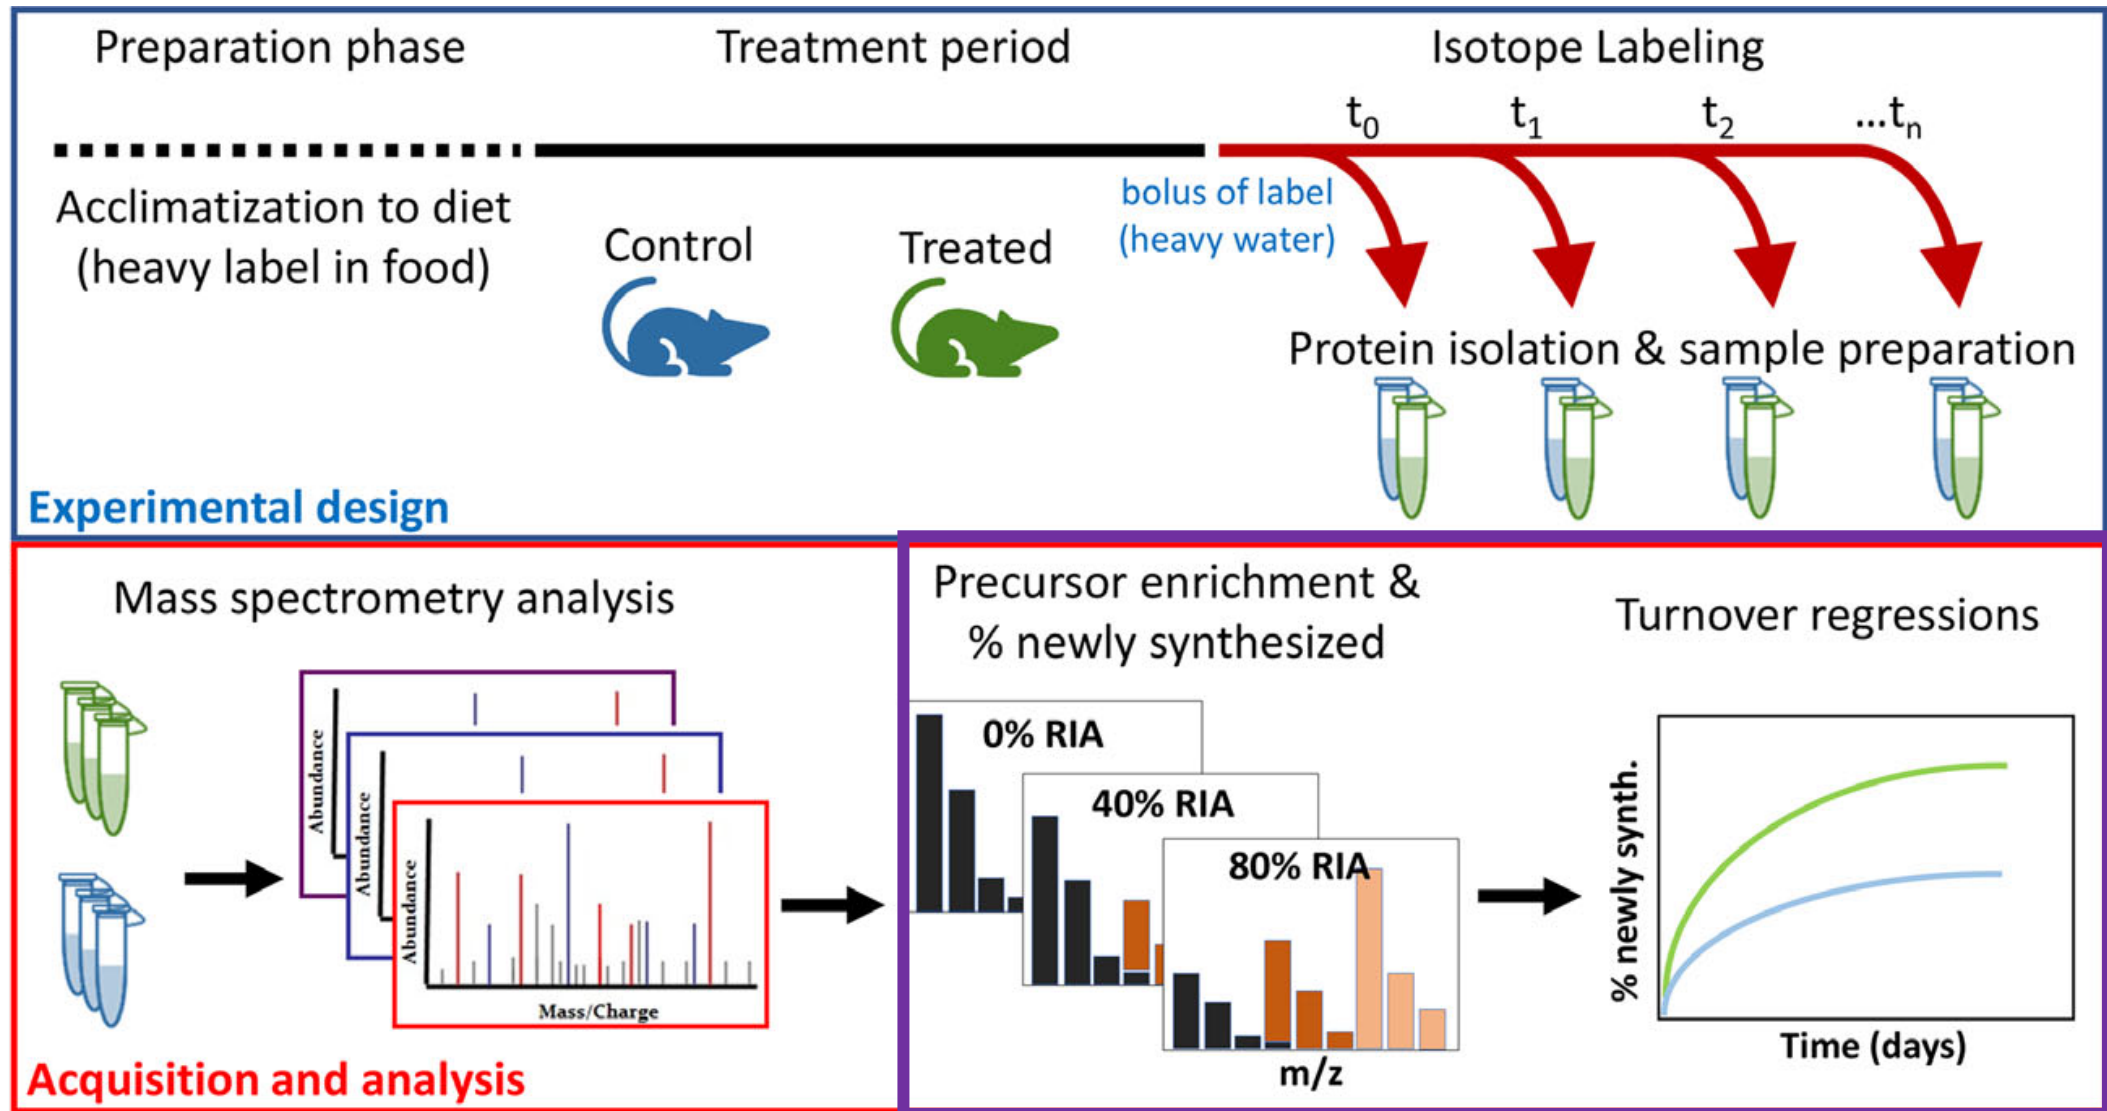 Preparation phase
Treatment period
Isotope Labeling
t0
t1
t2
...tn
Acclimatization to diet
(heavy label in food)
Control
Treated
bolus of label
(heavy water)
Protein isolation & sample preparation
Experimental design
Mass spectrometry analysis
Abundance
Abundance
Abundance
Mass/Charge
Acquisition and analysis
Precursor enrichment &
% newly synthesized
0% RIA
40% RIA
80% RIA
m/z
Turnover regressions
% newly synth.
Time (days)